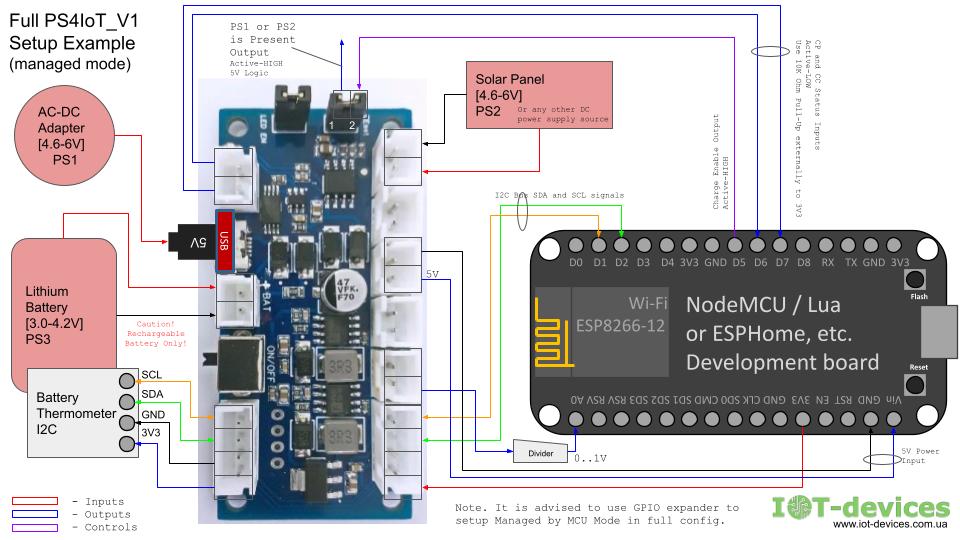 Full PS4IoT_V1
Setup Example
(managed mode)
PS1 or PS2
is Present
Output
Active-HIGH
5V Logic
AC-DC
Adapter
[4.6-6V]
PS1
Solar Panel
[4.6-6V]
PS2
Or any other DC
power supply source
CP and CC Status Inputs
Active-LOW
Use 10K Ohm Pull-Up externally to 3V3
Charge Enable Output
Active-HIGH
LED EN
1 2
I2C Bus SDA and SCL signals
5V
USB
+BAT
47
VFK.
F70
5V
ON/OFF
3R3
3R3
Lithium
Battery
[3.0-4.2V]
PS3
Caution!
Rechargeable
Battery Only!
Battery
Thermometer
I2C
SCL
SDA
GND
3V3
D0 D1 D2 D3 D4 3V3 GND D5 D6 D7 D8 RX TX GND 3V3
Flash
Wi-Fi
ESP8266-12
NodeMCU / Lua
or ESPHome, etc.
Development board
Reset
A0 RSV RSV SD3 SD2 SD1 CMD SD0 CLK GND 3V3 EN RST GND Vin
Divider
0..1V
5V Power
Input
- Inputs
- Outputs
- Controls
Note. It is advised to use GPIO expander to
setup Managed by MCU Mode in full config.
IOT-devices
www.iot-devices.com.ua